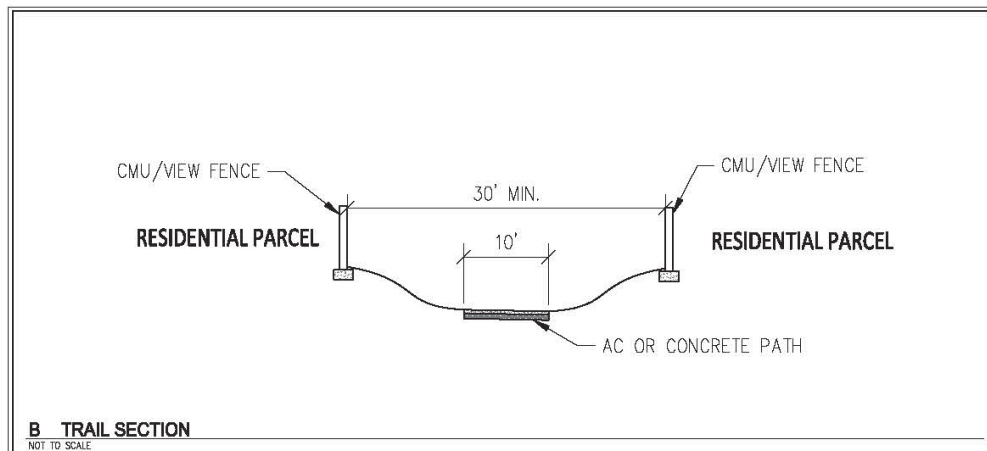 CMU/VIEW FENCE
CMU/VIEW FENCE
30' MIN.
RESIDENTIAL PARCEL
10'
RESIDENTIAL PARCEL
AC OR CONCRETE PATH
B TRAIL SECTION
NOT TO SCALE